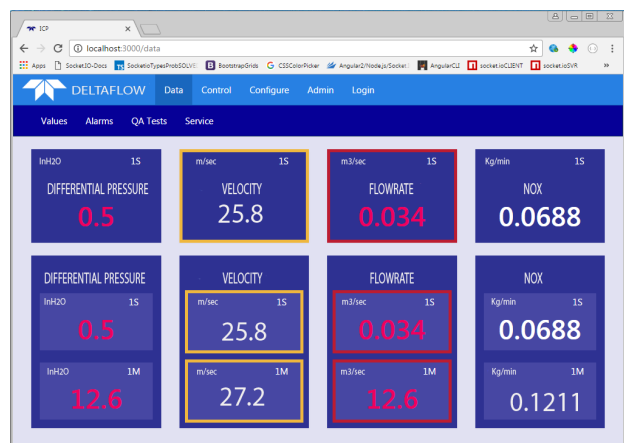 ICP
localhost:3000/data
Apps Socket.IO-Docs SocketioTypesProbSOLVE BootstrapGrids CSSColorPicker Angular2/Nodejs/Socket.I AngularCLI socket.ioCLIENT socket.ioSVR »
DELTAFLOW Data Control Configure Admin Login
Values Alarms QA Tests Service
InH2O 1S m/sec 1S m3/sec 1S Kg/min 1S
DIFFERENTIAL PRESSURE VELOCITY FLOWRATE NOX
0.5 25.8 0.034 0.0688
DIFFERENTIAL PRESSURE VELOCITY FLOWRATE NOX
InH2O 1S m/sec 1S m3/sec 1S Kg/min 1S
0.5 25.8 0.034 0.0688
InH2O 1M m/sec 1M m3/sec 1M Kg/min 1M
12.6 27.2 12.6 0.1211